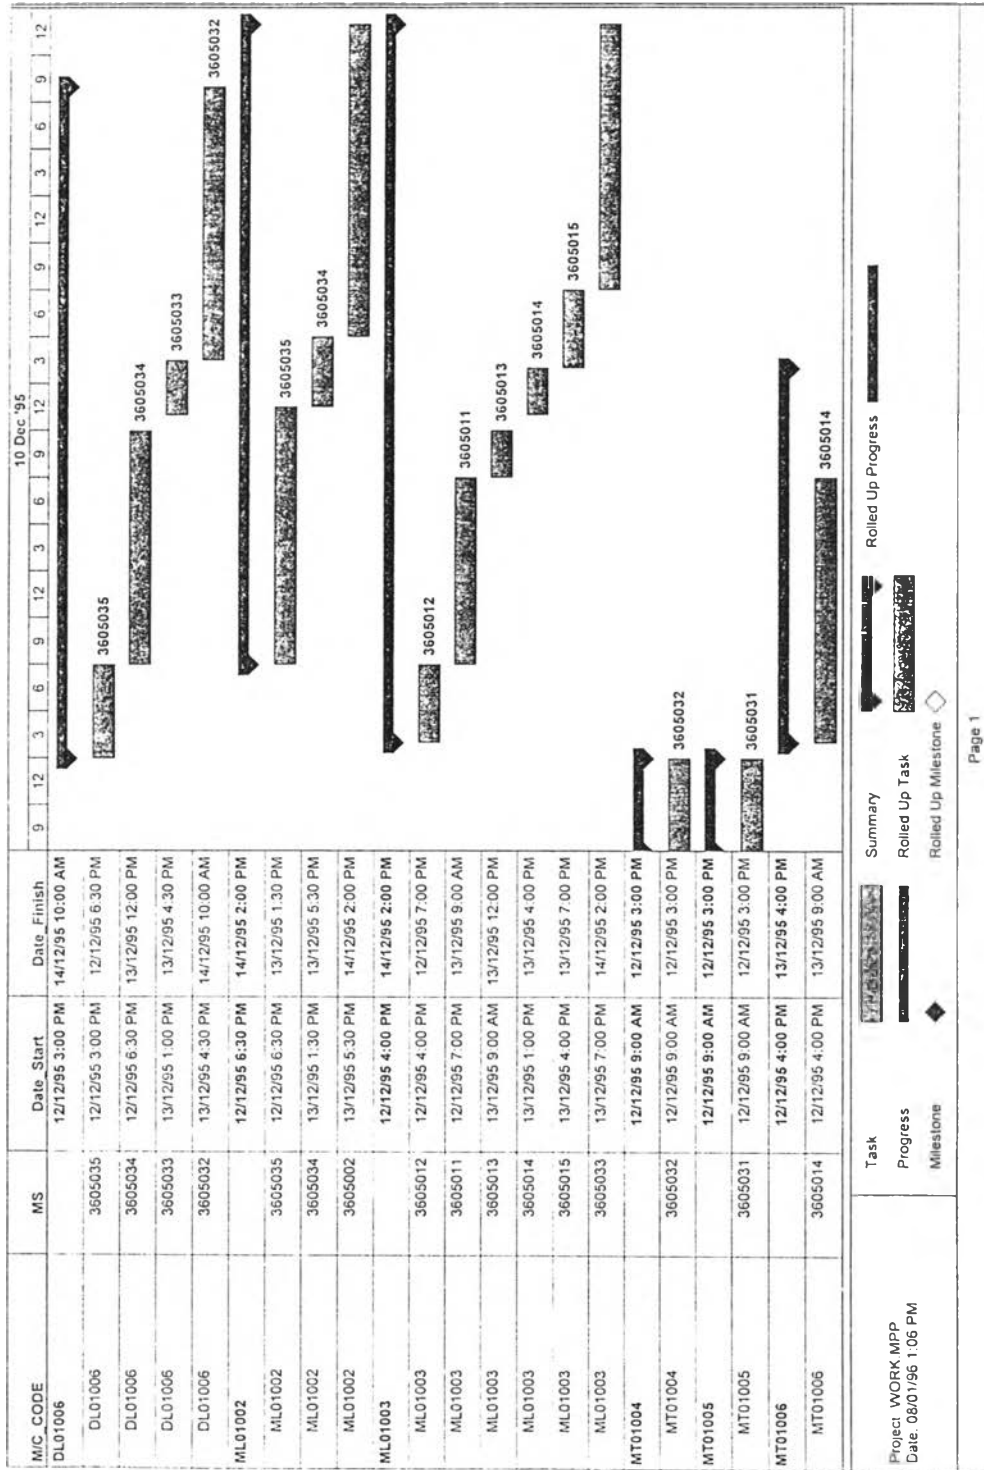 10 Dec '95
M/C_CODE MS Date_Start Date_Finish 9 12 3 6 9 12 3 6 9 12 3 6 9 12 3 6 9 12
DL01006 12/12/95 3:00 PM 14/12/95 10:00 AM
DL01006 3605035 12/12/95 3:00 PM 12/12/95 6:30 PM 3605035
DL01006 3605034 12/12/95 6:30 PM 13/12/95 12:00 PM 3605034
DL01006 3605033 13/12/95 1:00 PM 13/12/95 4:30 PM 3605033
DL01006 3605032 13/12/95 4:30 PM 14/12/95 10:00 AM 3605032
ML01002 12/12/95 6:30 PM 14/12/95 2:00 PM
ML01002 3605035 12/12/95 6:30 PM 13/12/95 1:30 PM 3605035
ML01002 3605034 13/12/95 1:30 PM 13/12/95 5:30 PM 3605034
ML01002 3605002 13/12/95 5:30 PM 14/12/95 2:00 PM
ML01003 12/12/95 4:00 PM 14/12/95 2:00 PM
ML01003 3605012 12/12/95 4:00 PM 12/12/95 7:00 PM 3605012
ML01003 3605011 12/12/95 7:00 PM 13/12/95 9:00 AM 3605011
ML01003 3605013 13/12/95 9:00 AM 13/12/95 12:00 PM 3605013
ML01003 3605014 13/12/95 1:00 PM 13/12/95 4:00 PM 3605014
ML01003 3605015 13/12/95 4:00 PM 13/12/95 7:00 PM 3605015
ML01003 3605033 13/12/95 7:00 PM 14/12/95 2:00 PM
MT01004 12/12/95 9:00 AM 12/12/95 3:00 PM
MT01004 3605032 12/12/95 9:00 AM 12/12/95 3:00 PM 3605032
MT01005 12/12/95 9:00 AM 12/12/95 3:00 PM
MT01005 3605031 12/12/95 9:00 AM 12/12/95 3:00 PM 3605031
MT01006 12/12/95 4:00 PM 13/12/95 4:00 PM
MT01006 3605014 12/12/95 4:00 PM 13/12/95 9:00 AM 3605014
Project WORK.MPP
Date. 08/01/96 1:06 PM
Task Summary Rolled Up Progress
Progress Rolled Up Task
Milestone Rolled Up Milestone
Page 1